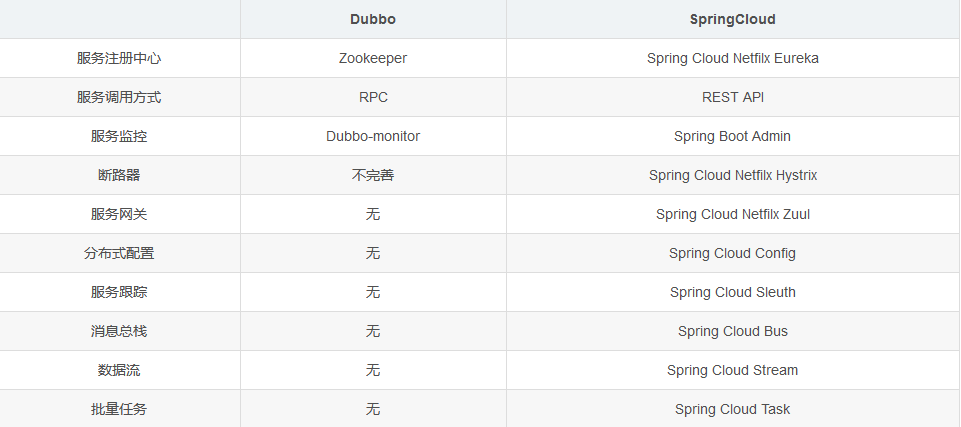 Dubbo SpringCloud
服务注册中心 Zookeeper Spring Cloud Netfilx Eureka
服务调用方式 RPC REST API
服务监控 Dubbo-monitor Spring Boot Admin
断路器 不完善 Spring Cloud Netfilx Hystrix
服务网关 无 Spring Cloud Netfilx Zuul
分布式配置 无 Spring Cloud Config
服务跟踪 无 Spring Cloud Sleuth
消息总栈 无 Spring Cloud Bus
数据流 无 Spring Cloud Stream
批量任务 无 Spring Cloud Task